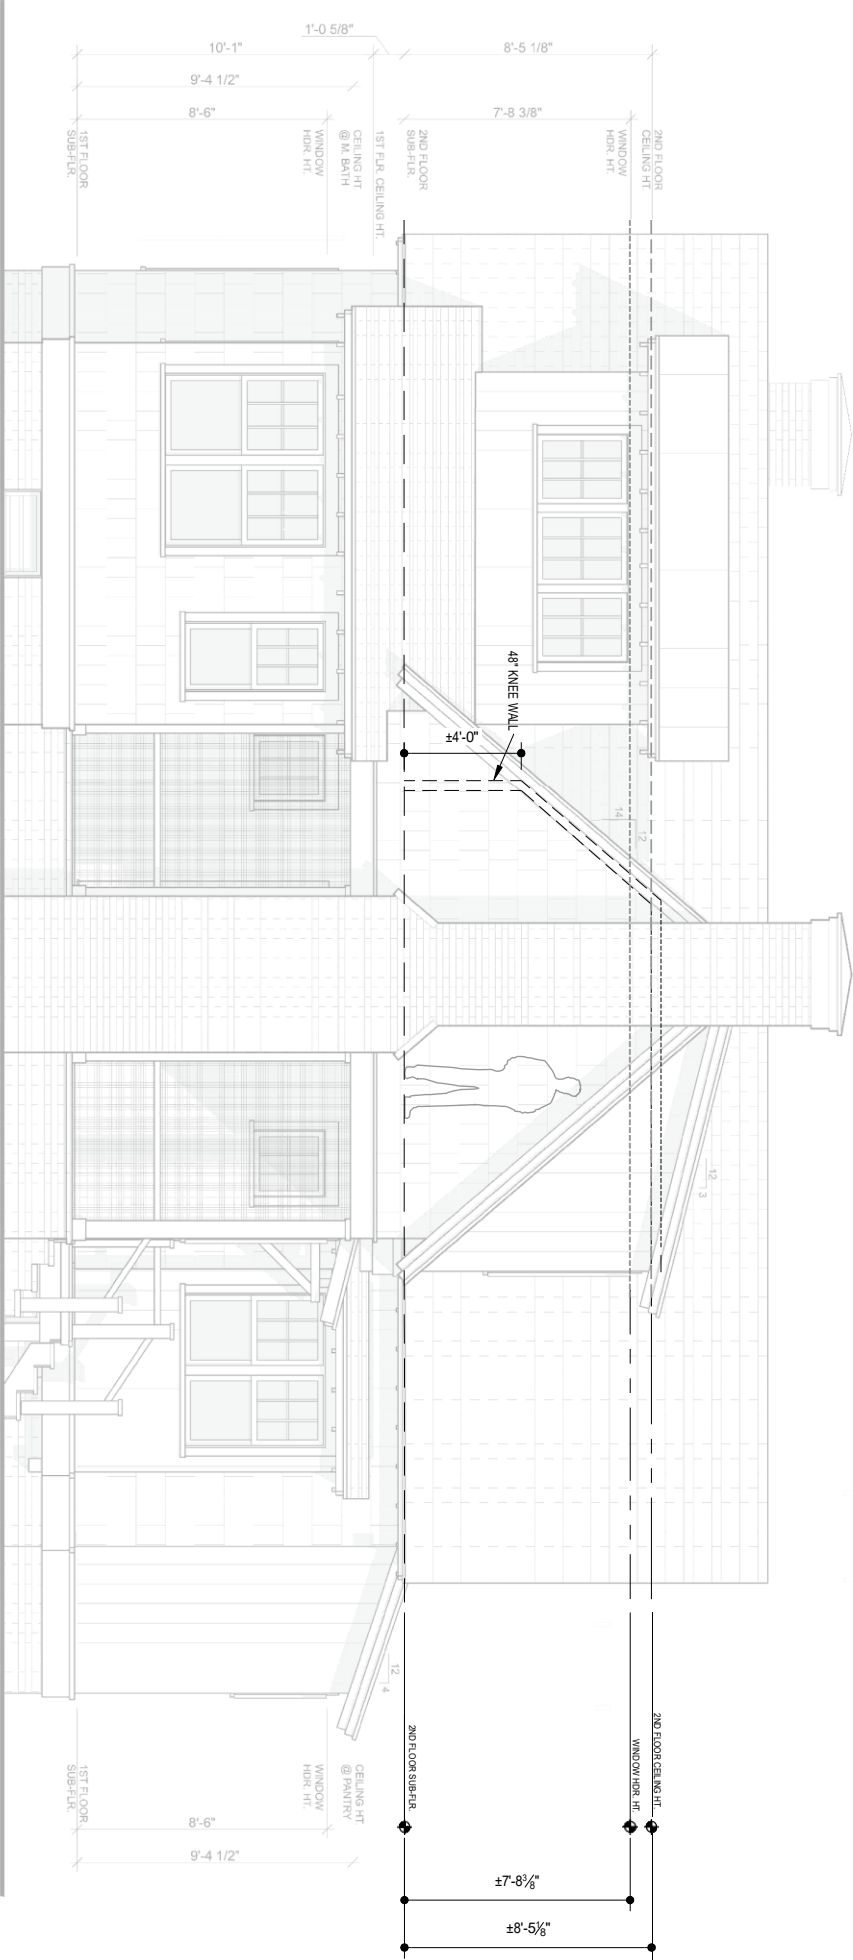 1'-0 5/8"
10'-1"
8'-5 1/8"
9'-4 1/2"
8'-6"
7'-8 3/8"
1ST FLOOR
SUB-FLR.
WINDOW
HDR. HT.
CEILING HT.
@ M. BATH
1ST FLR. CEILING HT.
2ND FLOOR
SUB-FLR.
WINDOW
HDR. HT.
2ND FLOOR
CEILING HT.
48" KNEE WALL
±4'-0"
14
12
12
3
12
4
1ST FLOOR
SUB-FLR.
WINDOW
HDR. HT.
CEILING HT.
@ PANTRY
2ND FLOOR SUB-FLR.
WINDOW HDR. HT.
2ND FLOOR CEILING HT.
8'-6"
9'-4 1/2"
±7'-8⅜"
±8'-5⅛"